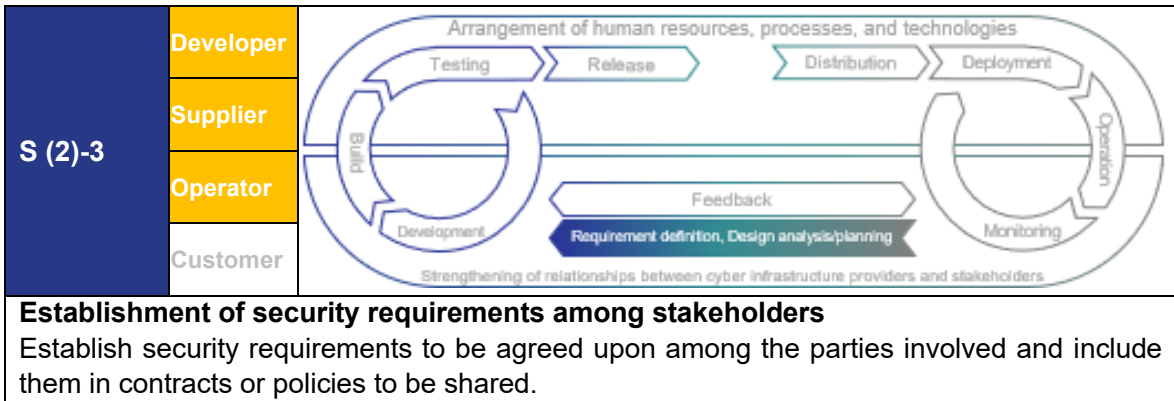 S (2)-3
Developer
Supplier
Operator
Customer
Arrangement of human resources, processes, and technologies
Testing
Release
Distribution
Deployment
Build
Operation
Feedback
Development
Requirement definition, Design analysis/planning
Monitoring
Strengthening of relationships between cyber infrastructure providers and stakeholders
Establishment of security requirements among stakeholders
Establish security requirements to be agreed upon among the parties involved and include
them in contracts or policies to be shared.